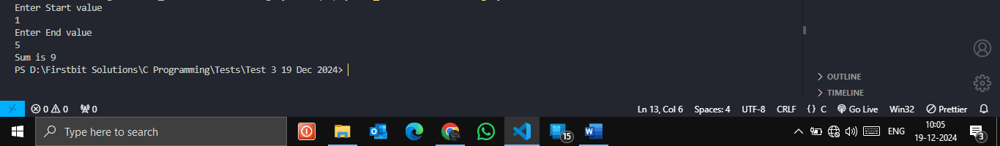 Enter Start value
1
Enter End value
5
Sum is 9
PS D:\Firstbit Solutions\C Programming\Tests\Test 3 19 Dec 2024>
OUTLINE
TIMELINE
0 0 0 Ln 13, Col 6 Spaces: 4 UTF-8 CRLF {} C Go Live Win32 Prettier
Type here to search 15 ENG 10:05
19-12-2024 3